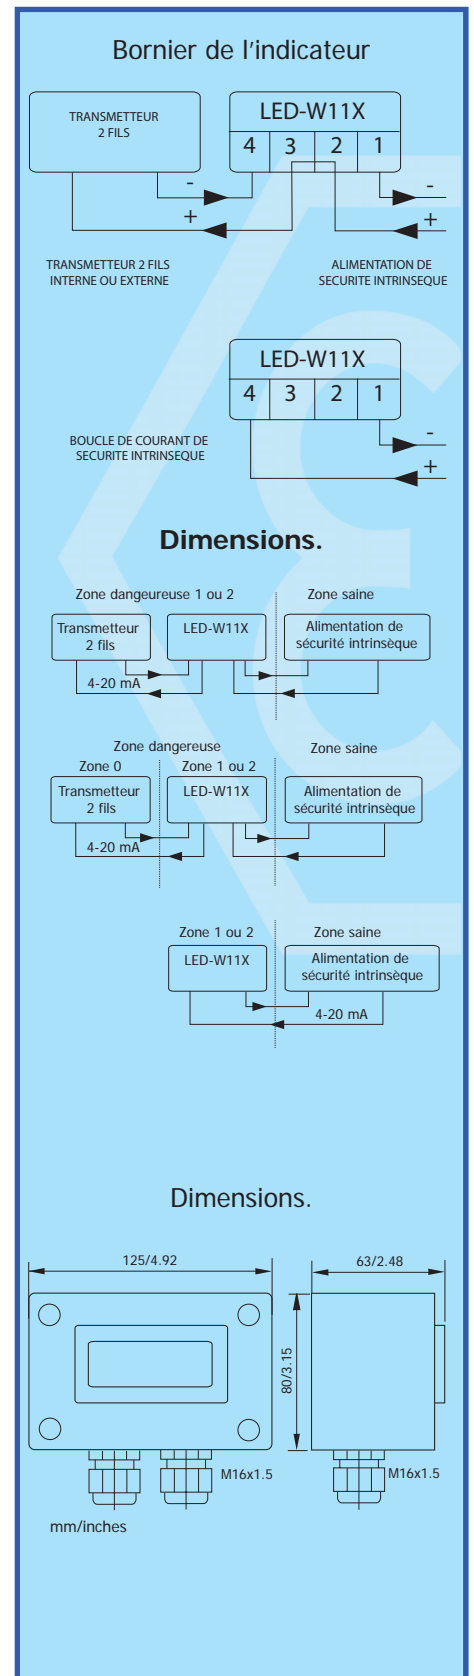 Bornier de l'indicateur
TRANSMETTEUR
2 FILS
LED-W11X
4 3 2 1
- -
+ +
TRANSMETTEUR 2 FILS
INTERNE OU EXTERNE
ALIMENTATION DE
SECURITE INTRINSEQUE
LED-W11X
4 3 2 1
BOUCLE DE COURANT DE
SECURITE INTRINSEQUE
-
+
Dimensions.
Zone dangeureuse 1 ou 2 Zone saine
Transmetteur
2 fils
LED-W11X
Alimentation de
sécurité intrinsèque
4-20 mA
Zone dangereuse Zone saine
Zone 0 Zone 1 ou 2
Transmetteur
2 fils
LED-W11X
Alimentation de
sécurité intrinsèque
4-20 mA
Zone 1 ou 2 Zone saine
LED-W11X
Alimentation de
sécurité intrinsèque
4-20 mA
Dimensions.
125/4.92
63/2.48
80/3.15
M16x1.5
M16x1.5
mm/inches